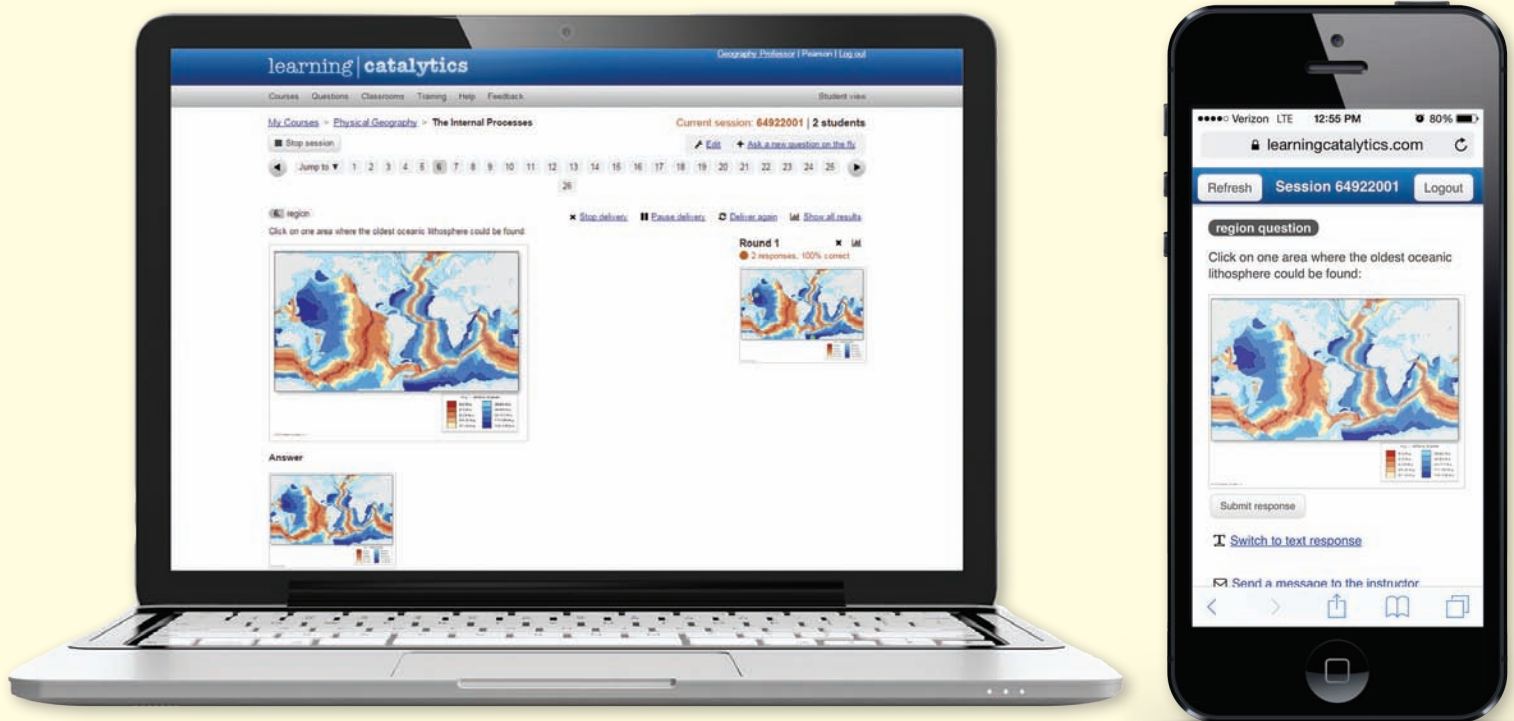 learning | catalytics
Geography Professor | Pearson | Log out
Courses Questions Classrooms Training Help Feedback Student view
My Courses > Physical Geography > The Internal Processes
Current session: 64922001 | 2 students
Stop session
Edit + Ask a new question on the fly
Jump to ▼ 1 2 3 4 5 6 7 8 9 10 11 12 13 14 15 16 17 18 19 20 21 22 23 24 25
26
6. region
Stop delivery Pause delivery Deliver again Show all results
Click on one area where the oldest oceanic lithosphere could be found:
Round 1
2 responses, 100% correct
Answer
Verizon LTE 12:55 PM 80%
learningcatalytics.com
Refresh Session 64922001 Logout
region question
Click on one area where the oldest oceanic
lithosphere could be found:
Submit response
T Switch to text response
Send a message to the instructor